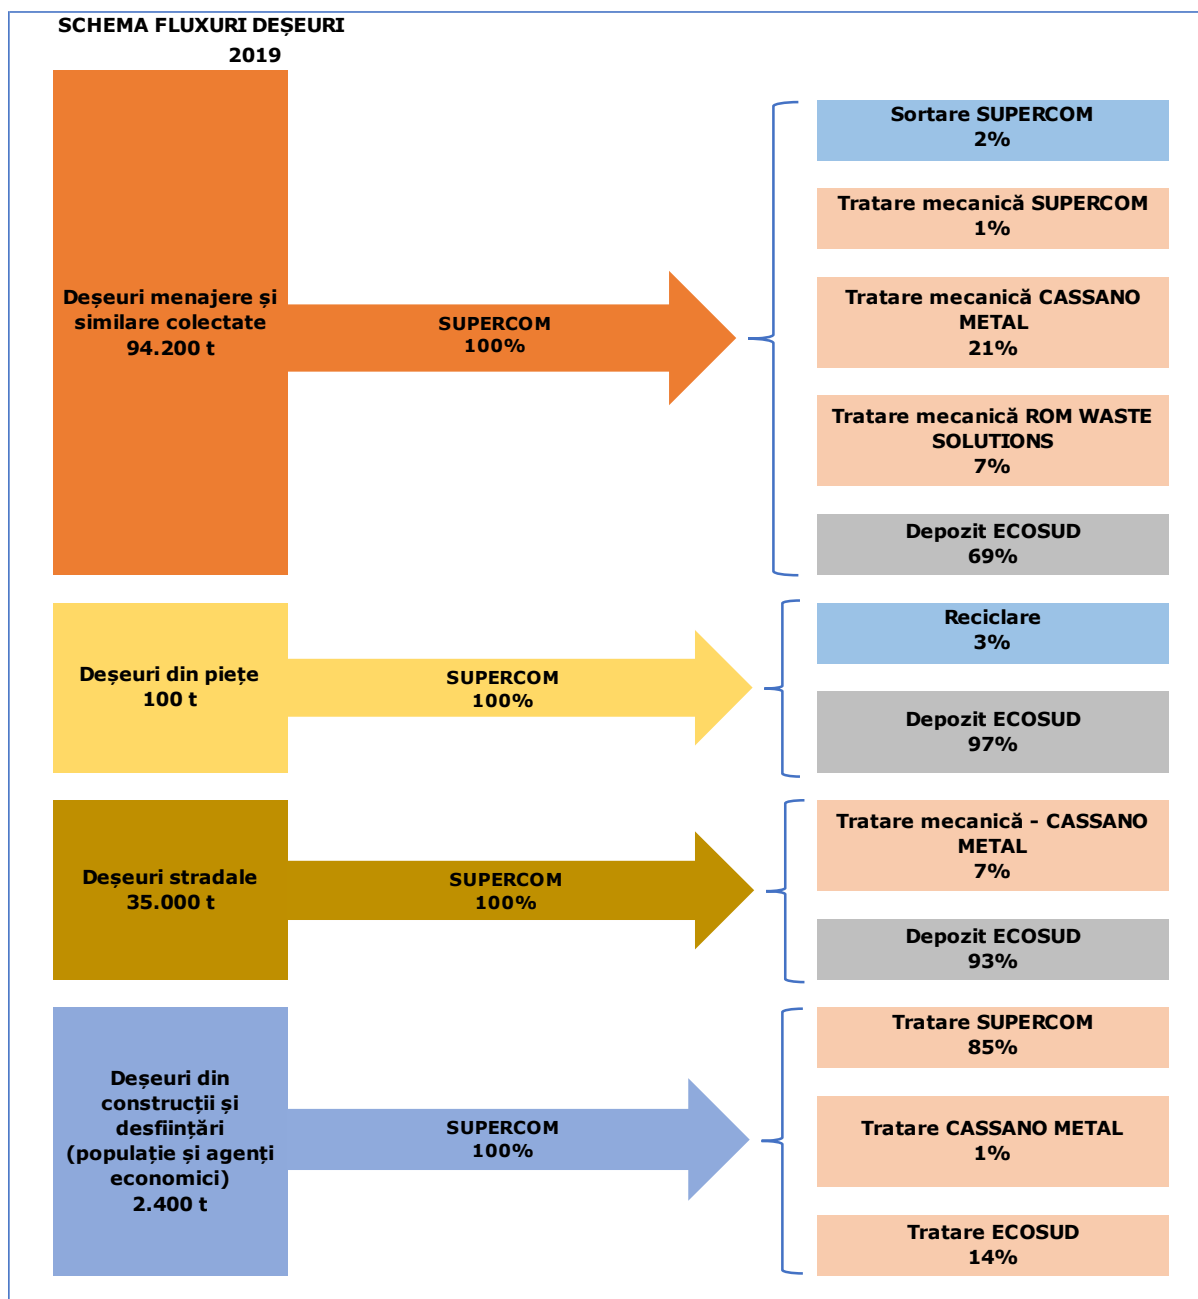 SCHEMA FLUXURI DEȘEURI
2019
Deșeuri menajere și
similare colectate
94.200 t
SUPERCOM
100%
Sortare SUPERCOM
2%
Tratare mecanică SUPERCOM
1%
Tratare mecanică CASSANO
METAL
21%
Tratare mecanică ROM WASTE
SOLUTIONS
7%
Depozit ECOSUD
69%
Deșeuri din piețe
100 t
SUPERCOM
100%
Reciclare
3%
Depozit ECOSUD
97%
Deșeuri stradale
35.000 t
SUPERCOM
100%
Tratare mecanică - CASSANO
METAL
7%
Depozit ECOSUD
93%
Deșeuri din
construcții și
desființări
(populație și agenți
economici)
2.400 t
SUPERCOM
100%
Tratare SUPERCOM
85%
Tratare CASSANO METAL
1%
Tratare ECOSUD
14%